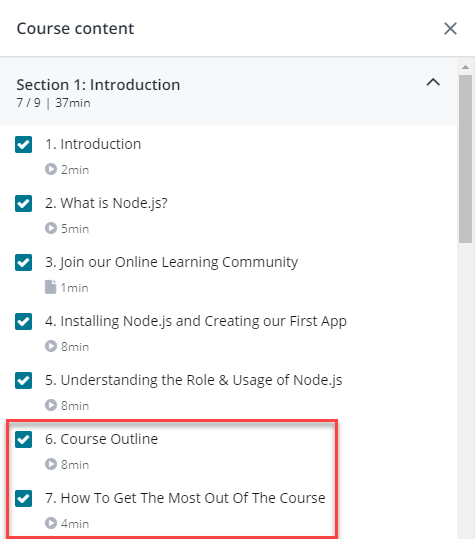 Course content
Section 1: Introduction
7 / 9 | 37min
1. Introduction
2min
2. What is Node.js?
5min
3. Join our Online Learning Community
1min
4. Installing Node.js and Creating our First App
8min
5. Understanding the Role & Usage of Node.js
8min
6. Course Outline
8min
7. How To Get The Most Out Of The Course
4min